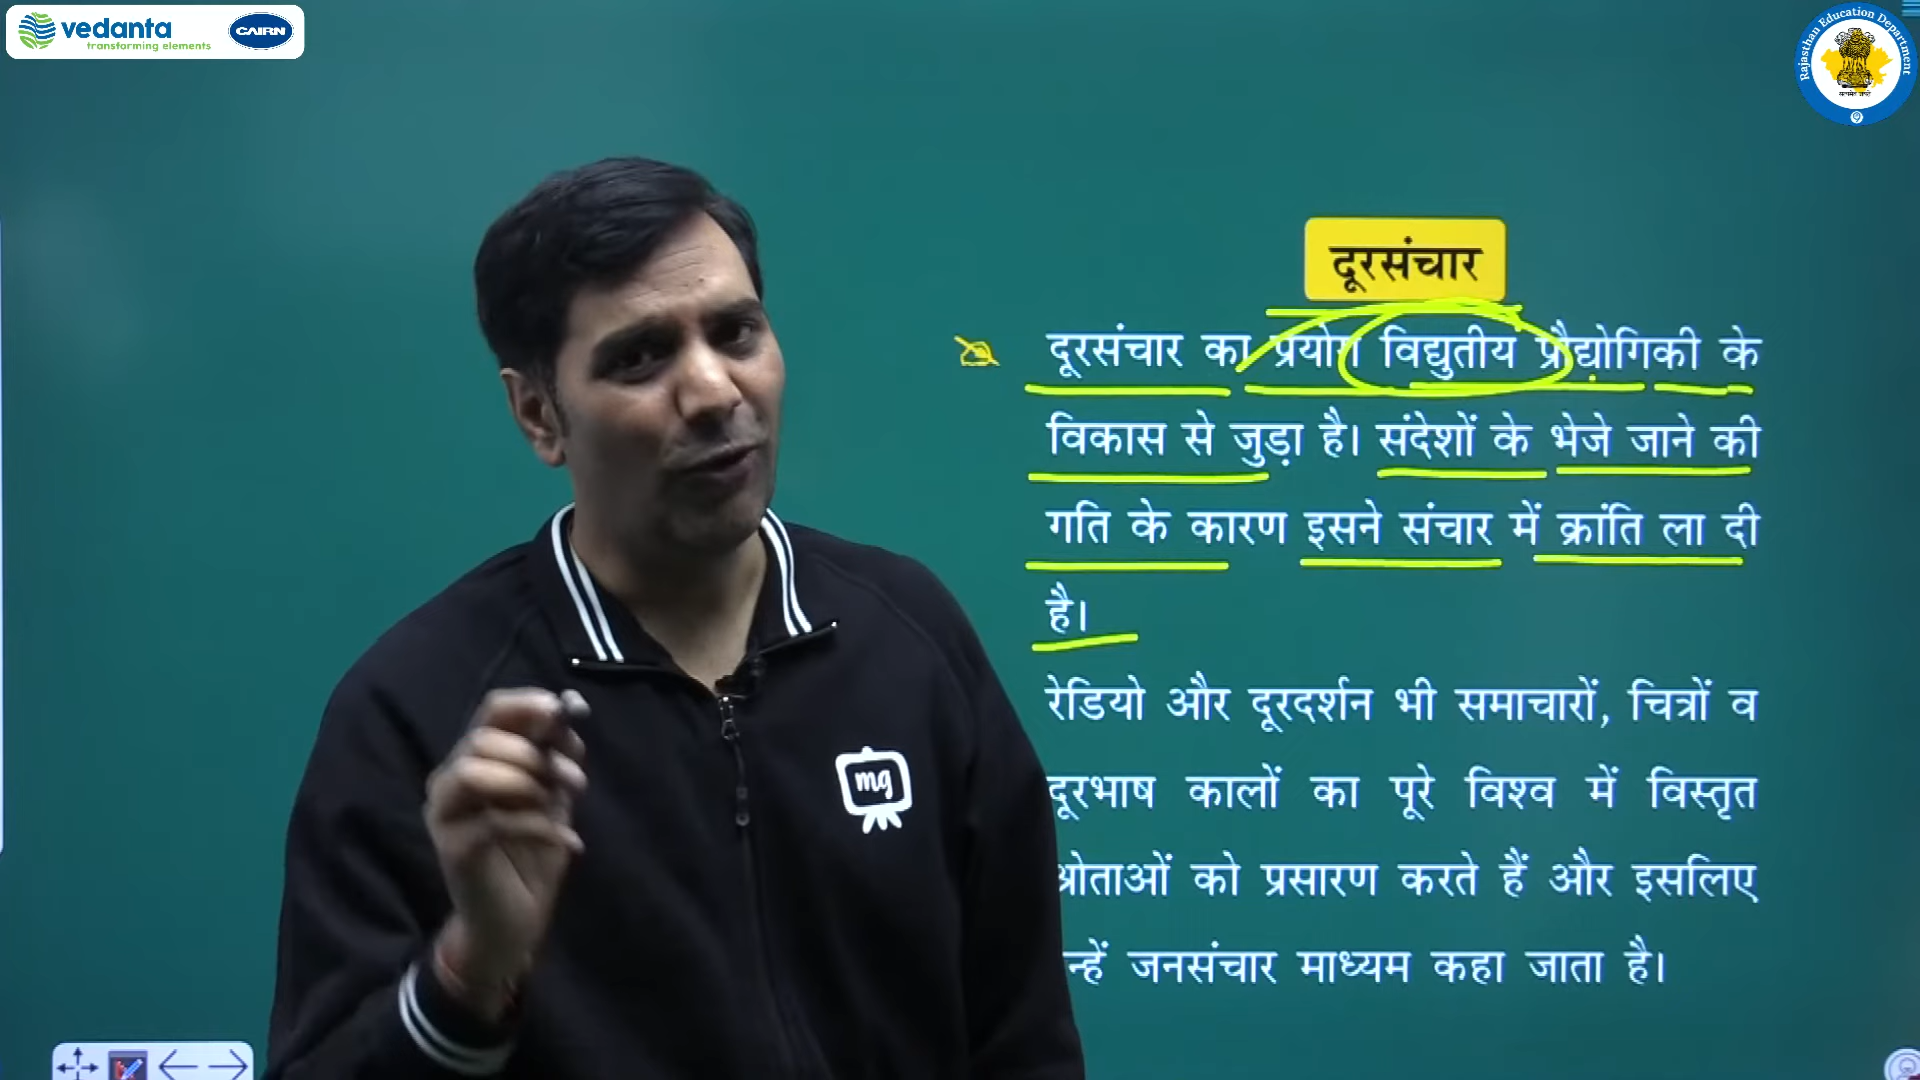 vedanta
transforming elements
CAIRN
Rajasthan Education Department
दूरसंचार
दूरसंचार का प्रयोग विद्युतीय प्रौद्योगिकी के
विकास से जुड़ा है। संदेशों के भेजे जाने की
गति के कारण इसने संचार में क्रांति ला दी
है।
रेडियो और दूरदर्शन भी समाचारों, चित्रों व
दूरभाष कालों का पूरे विश्व में विस्तृत
श्रोताओं को प्रसारण करते हैं और इसलिए
न्हें जनसंचार माध्यम कहा जाता है।
mg